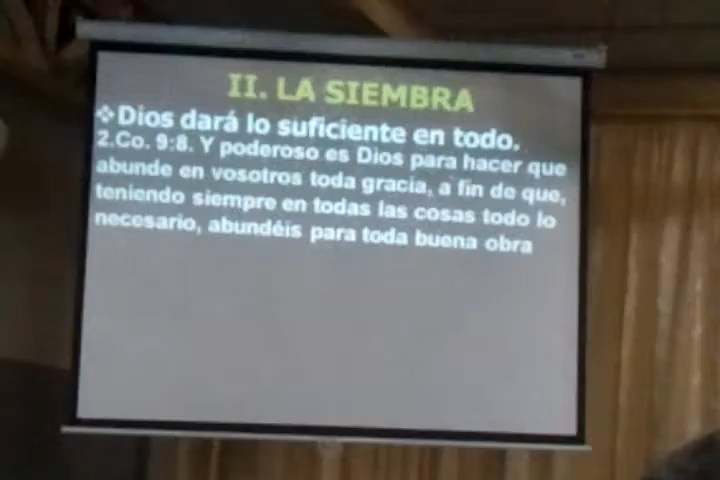 II. LA SIEMBRA
❖Dios dará lo suficiente en todo.
2.Co. 9:8. Y poderoso es Dios para hacer que
abunde en vosotros toda gracia, a fin de que,
teniendo siempre en todas las cosas todo lo
necesario, abundéis para toda buena obra